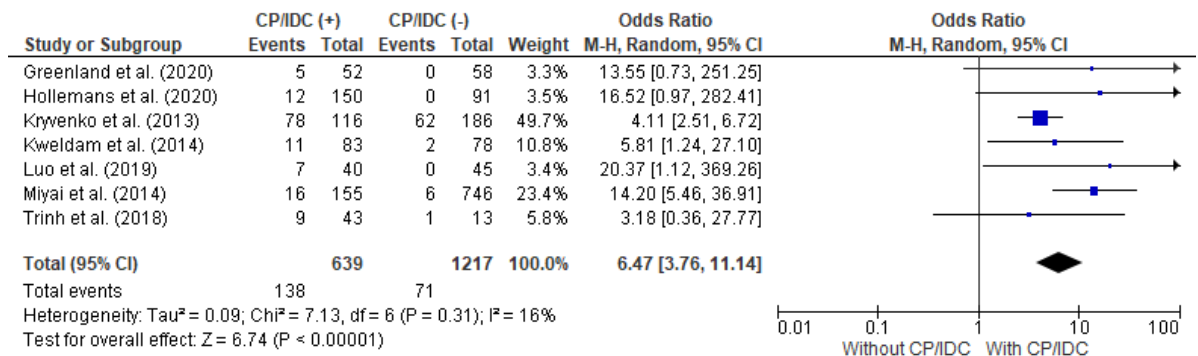 CP/IDC (+) CP/IDC (-) Odds Ratio Odds Ratio
Study or Subgroup Events Total Events Total Weight M-H, Random, 95% CI M-H, Random, 95% CI
Greenland et al. (2020) 5 52 0 58 3.3% 13.55 [0.73, 251.25]
Hollemans et al. (2020) 12 150 0 91 3.5% 16.52 [0.97, 282.41]
Kryvenko et al. (2013) 78 116 62 186 49.7% 4.11 [2.51, 6.72]
Kweldam et al. (2014) 11 83 2 78 10.8% 5.81 [1.24, 27.10]
Luo et al. (2019) 7 40 0 45 3.4% 20.37 [1.12, 369.26]
Miyai et al. (2014) 16 155 6 746 23.4% 14.20 [5.46, 36.91]
Trinh et al. (2018) 9 43 1 13 5.8% 3.18 [0.36, 27.77]
Total (95% CI) 639 1217 100.0% 6.47 [3.76, 11.14]
Total events 138 71
Heterogeneity: Tau² = 0.09; Chi² = 7.13, df = 6 (P = 0.31); I² = 16%
Test for overall effect: Z = 6.74 (P < 0.00001)
0.01 0.1 1 10 100
Without CP/IDC With CP/IDC